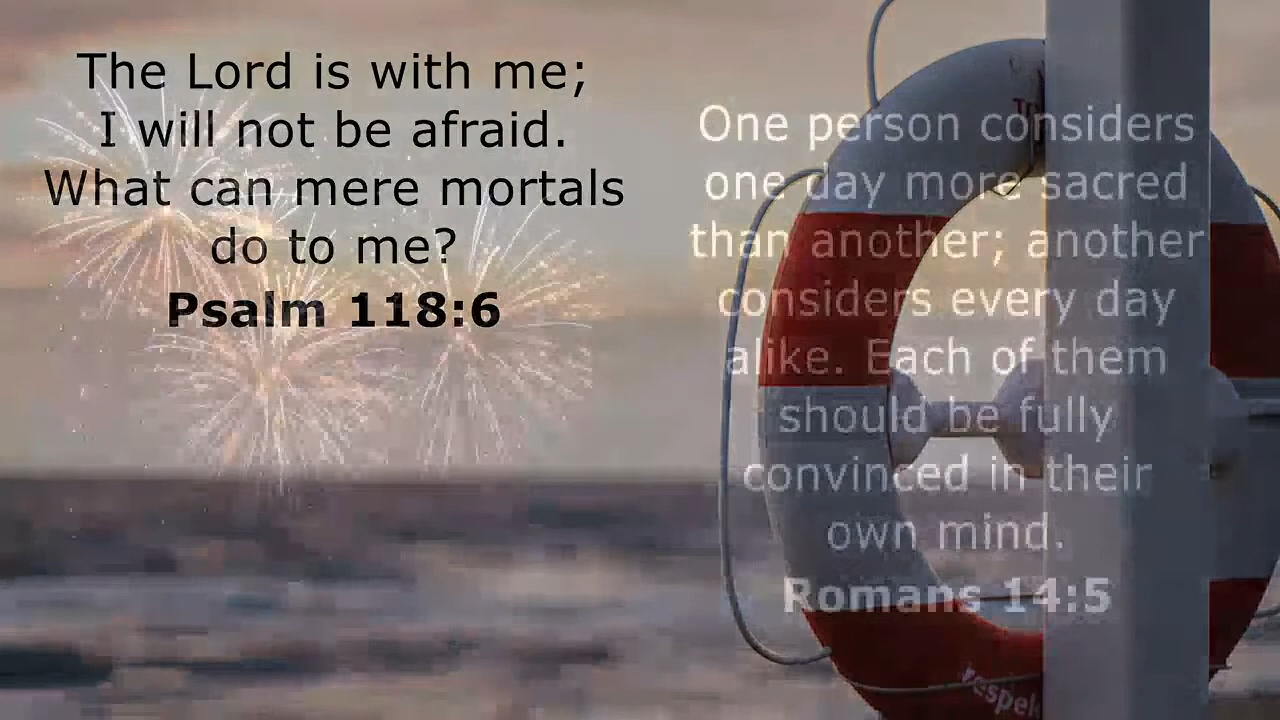 The Lord is with me;
I will not be afraid.
What can mere mortals
do to me?
Psalm 118:6
One person considers
one day more sacred
than another; another
considers every day
alike. Each of them
should be fully
convinced in their
own mind.
Romans 14:5